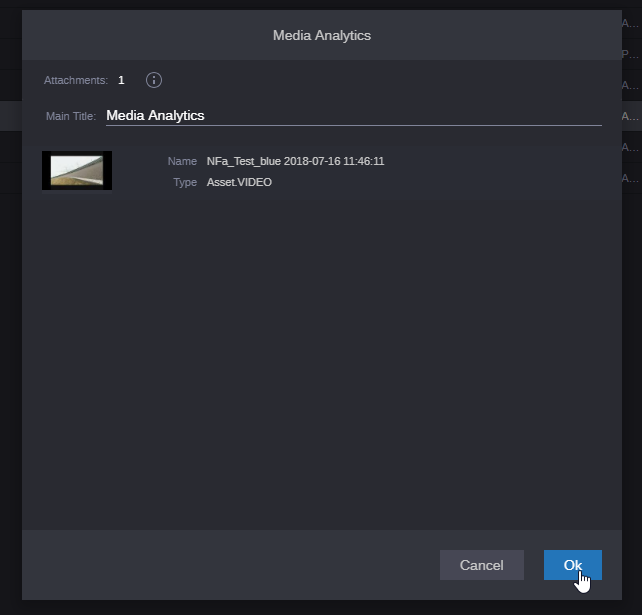 Media Analytics
A...
P...
Attachments: 1
A...
Main Title: Media Analytics
A...
A...
Name NFa_Test_blue 2018-07-16 11:46:11
Type Asset.VIDEO
A...
Cancel Ok